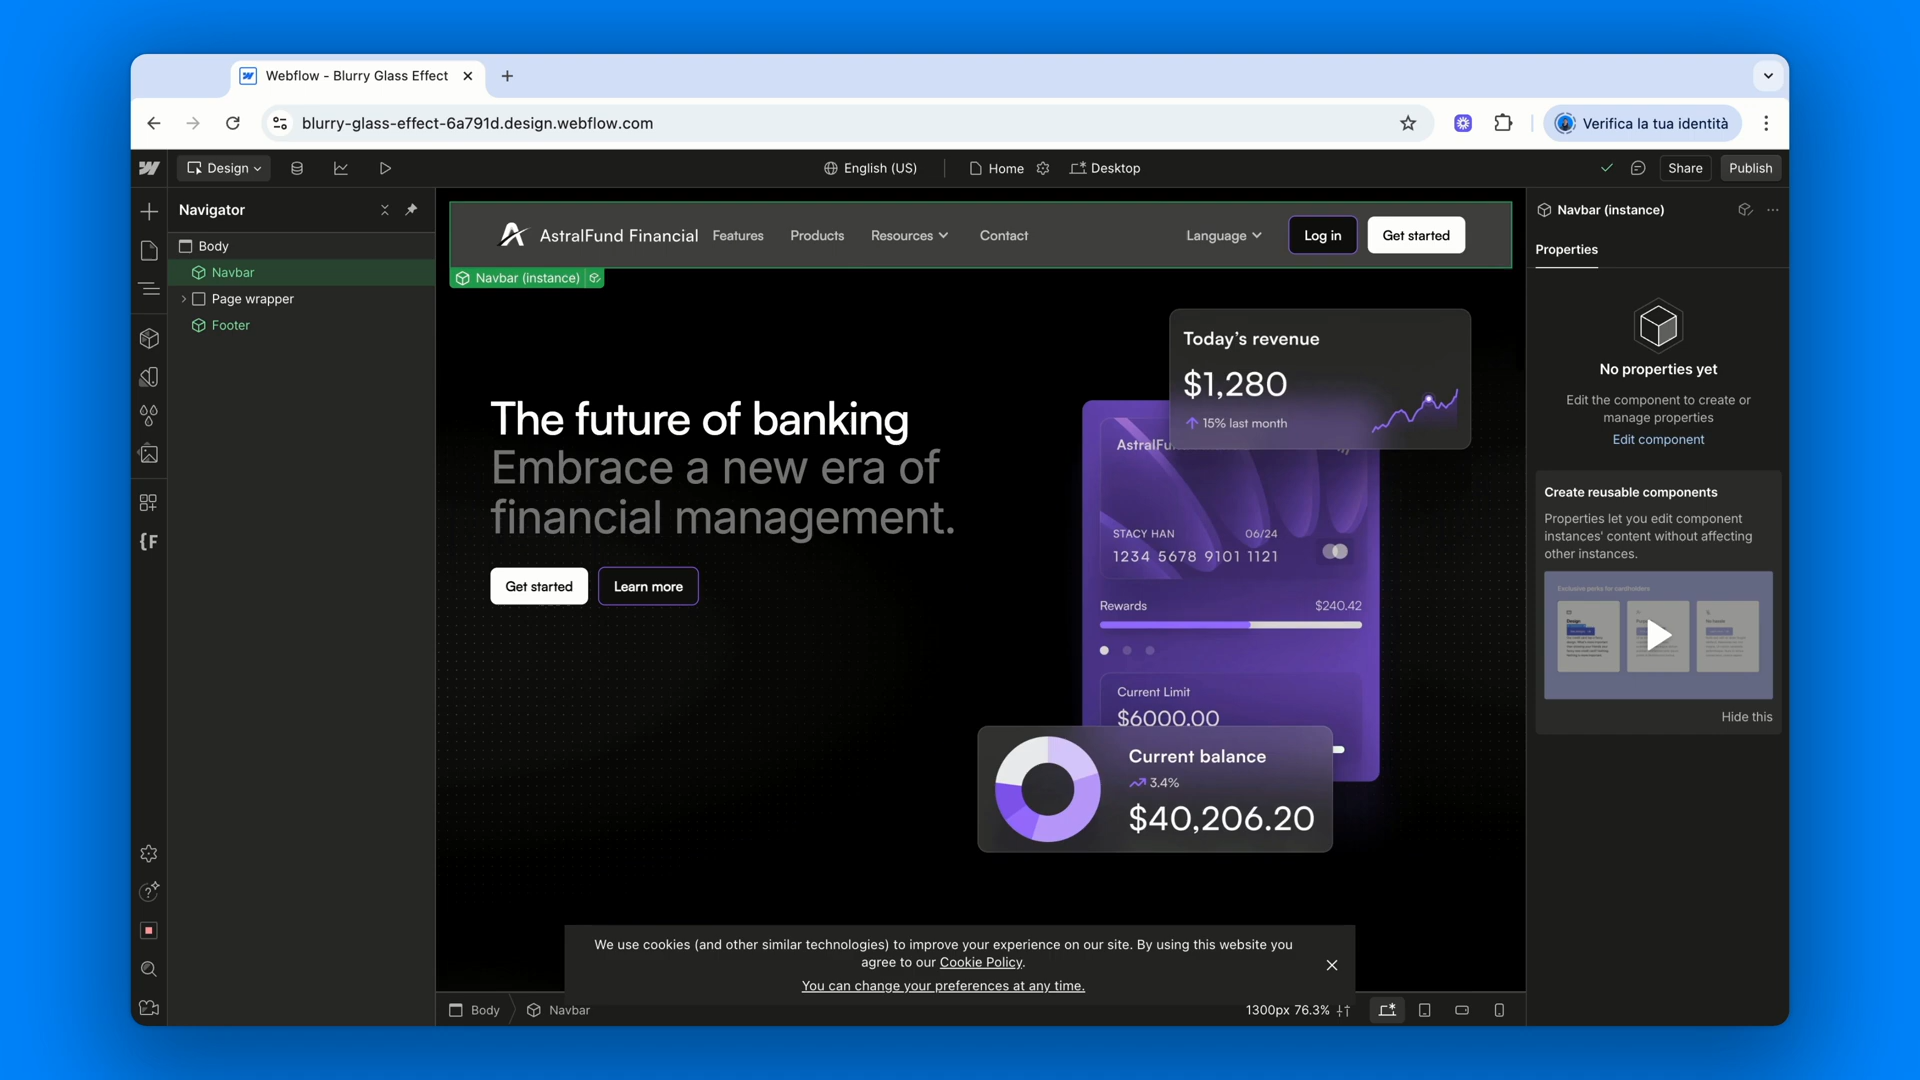 Webflow - Blurry Glass Effect
blurry-glass-effect-6a791d.design.webflow.com
Verifica la tua identità
Design
English (US)
Home
Desktop
Share
Publish
Navigator
Body
Navbar
Page wrapper
Footer
AstralFund Financial
Features
Products
Resources
Contact
Language
Log in
Get started
Navbar (instance)
The future of banking
Embrace a new era of
financial management.
Get started
Learn more
Today's revenue
$1,280
15% last month
STACY HAN
06/24
1234 5678 9101 1121
Rewards
$240.42
Current Limit
$6000.00
Current balance
3.4%
$40,206.20
We use cookies (and other similar technologies) to improve your experience on our site. By using this website you
agree to our Cookie Policy.
You can change your preferences at any time.
Body
Navbar
1300px 76.3%
Navbar (instance)
Properties
No properties yet
Edit the component to create or
manage properties
Edit component
Create reusable components
Properties let you edit component
instances' content without affecting
other instances.
Exclusive perks for cardholders
Hide this